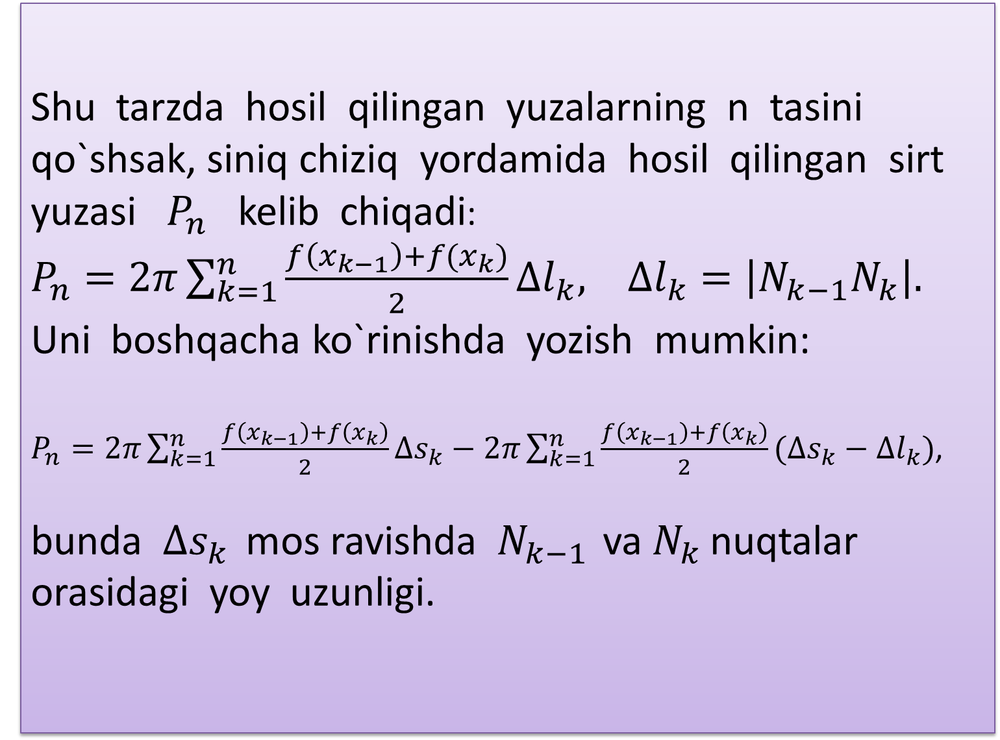 Shu tarzda hosil qilingan yuzalarning n tasini
qo`shsak, siniq chiziq yordamida hosil qilingan sirt
yuzasi 𝑃ₙ kelib chiqadi:
𝑃ₙ = 2𝜋 ∑_{𝑘=1}^{𝑛} (𝑓(𝑥_{𝑘−1})+𝑓(𝑥_𝑘))/2 Δ𝑙_𝑘, Δ𝑙_𝑘 = |𝑁_{𝑘−1}𝑁_𝑘|.
Uni boshqacha ko`rinishda yozish mumkin:
𝑃ₙ = 2𝜋 ∑_{𝑘=1}^{𝑛} (𝑓(𝑥_{𝑘−1})+𝑓(𝑥_𝑘))/2 Δ𝑠_𝑘 − 2𝜋 ∑_{𝑘=1}^{𝑛} (𝑓(𝑥_{𝑘−1})+𝑓(𝑥_𝑘))/2 (Δ𝑠_𝑘 − Δ𝑙_𝑘),
bunda Δ𝑠_𝑘 mos ravishda 𝑁_{𝑘−1} va 𝑁_𝑘 nuqtalar
orasidagi yoy uzunligi.